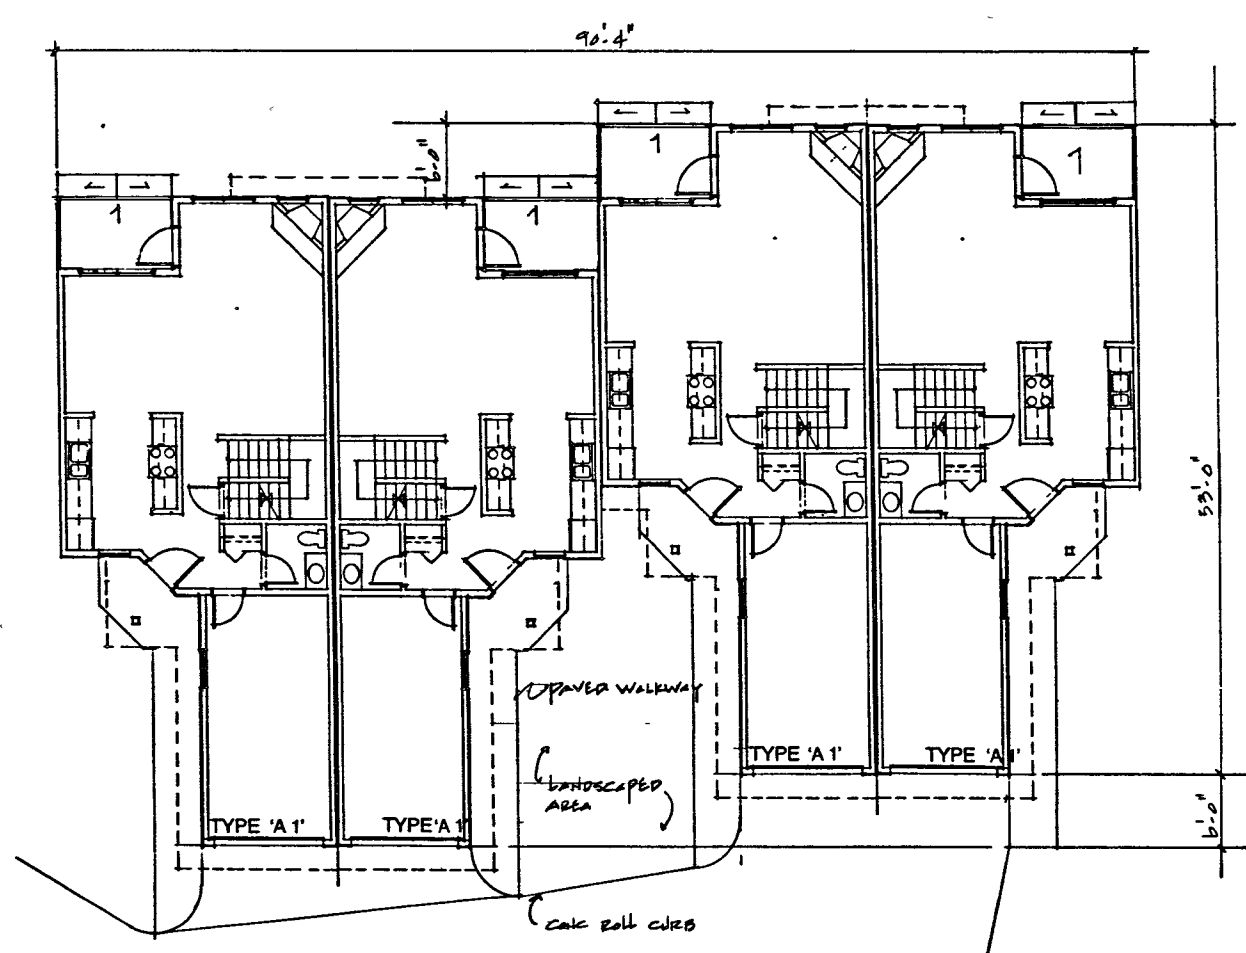 90'-4"
6'-0"
1
1
1
1
53'-0"
PAVED WALKWAY
TYPE 'A 1'
TYPE 'A 1'
LANDSCAPED
AREA
6'-0"
TYPE 'A 1'
TYPE 'A 1'
CONC ROLL CURB